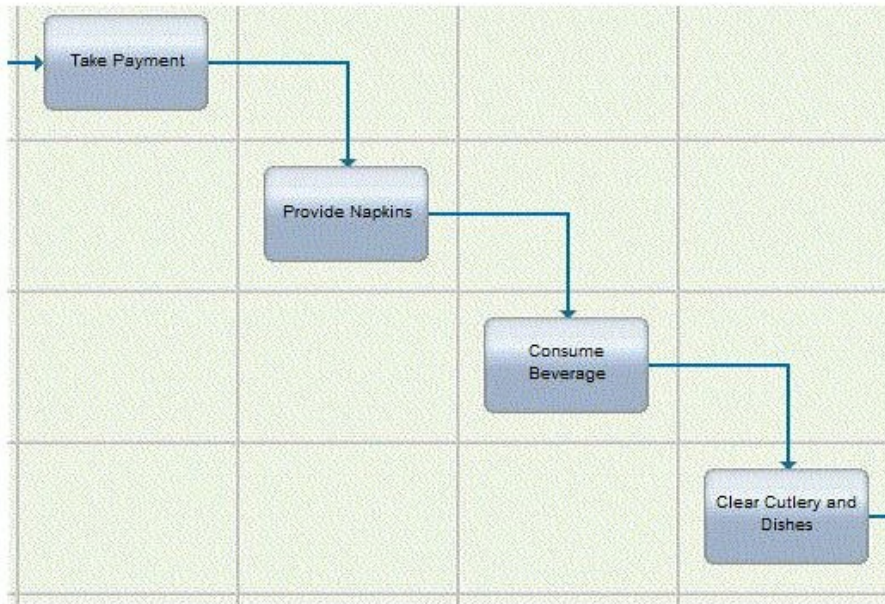 Take Payment
Provide Napkins
Consume
Beverage
Clear Cutlery and
Dishes